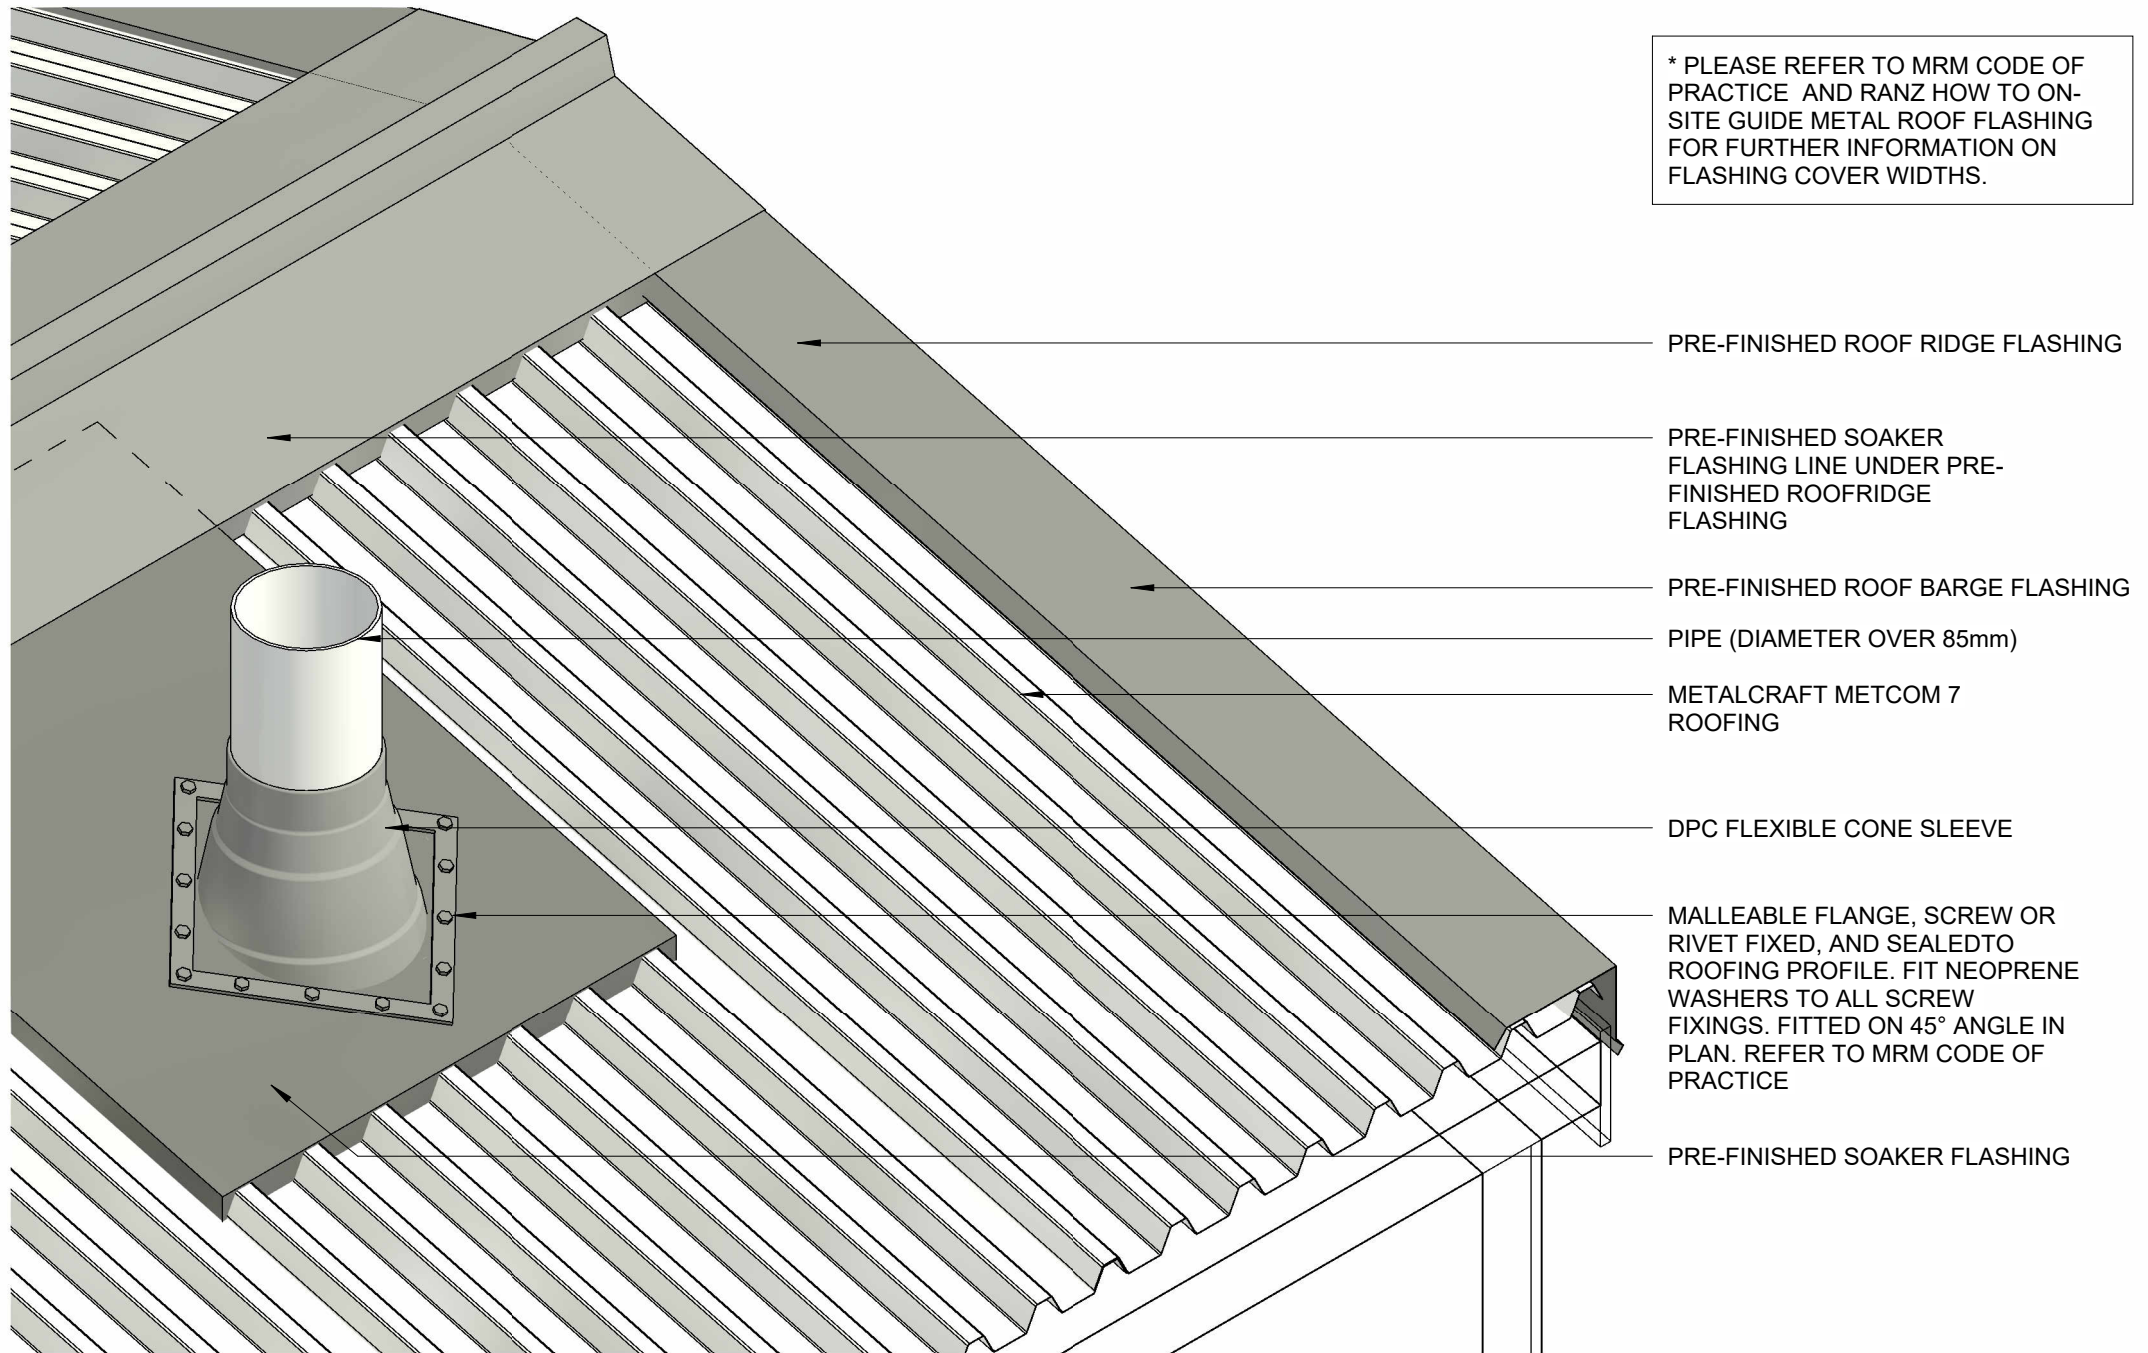 * PLEASE REFER TO MRM CODE OF
PRACTICE AND RANZ HOW TO ON-
SITE GUIDE METAL ROOF FLASHING
FOR FURTHER INFORMATION ON
FLASHING COVER WIDTHS.
PRE-FINISHED ROOF RIDGE FLASHING
PRE-FINISHED SOAKER
FLASHING LINE UNDER PRE-
FINISHED ROOFRIDGE
FLASHING
PRE-FINISHED ROOF BARGE FLASHING
PIPE (DIAMETER OVER 85mm)
METALCRAFT METCOM 7
ROOFING
DPC FLEXIBLE CONE SLEEVE
MALLEABLE FLANGE, SCREW OR
RIVET FIXED, AND SEALEDTO
ROOFING PROFILE. FIT NEOPRENE
WASHERS TO ALL SCREW
FIXINGS. FITTED ON 45° ANGLE IN
PLAN. REFER TO MRM CODE OF
PRACTICE
PRE-FINISHED SOAKER FLASHING